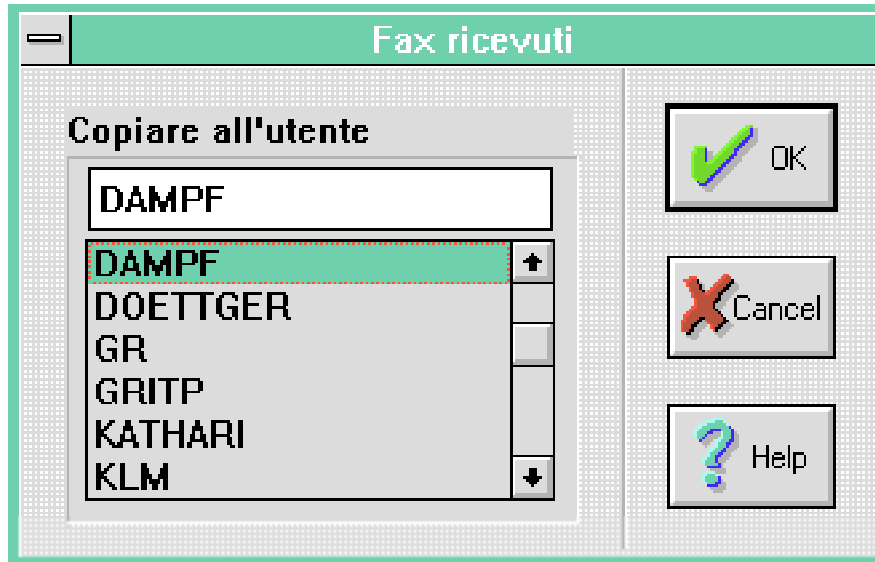 Fax ricevuti
Copiare all'utente
DAMPF
DAMPF
DOETTGER
GR
GRITP
KATHARI
KLM
OK
Cancel
Help